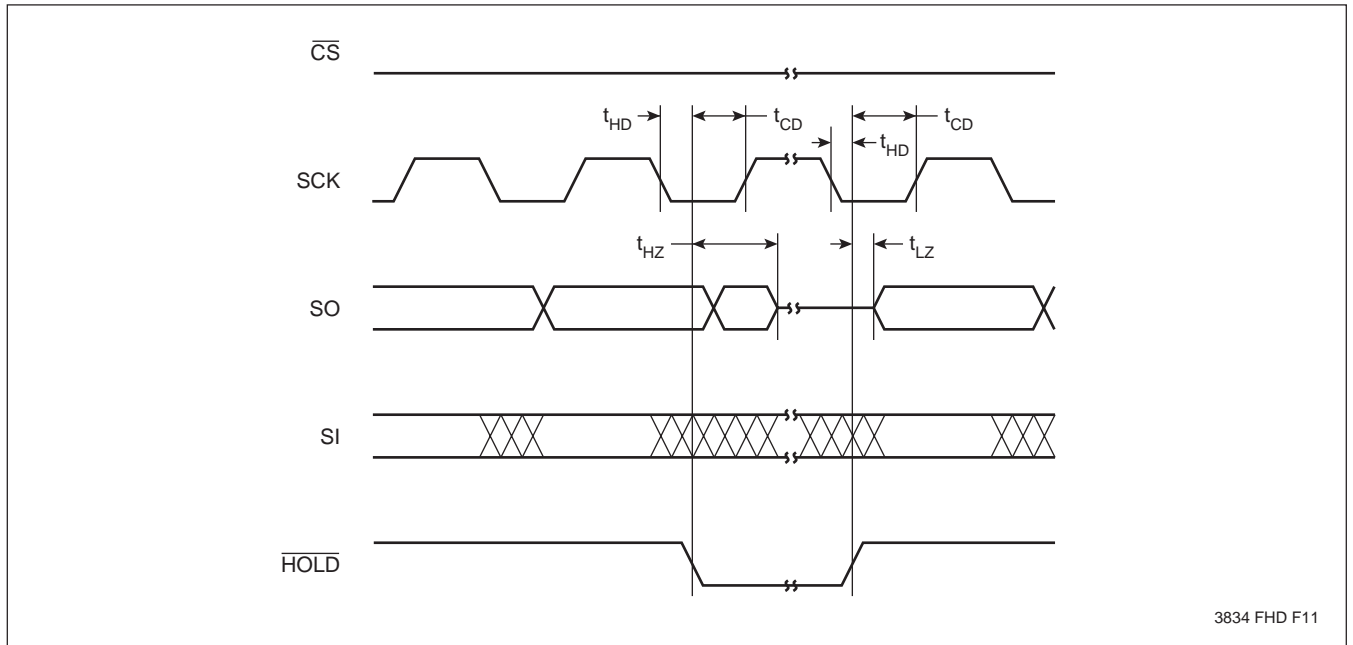 CS
tHD
tCD
tCD
tHD
SCK
tHZ
tLZ
SO
SI
HOLD
3834 FHD F11